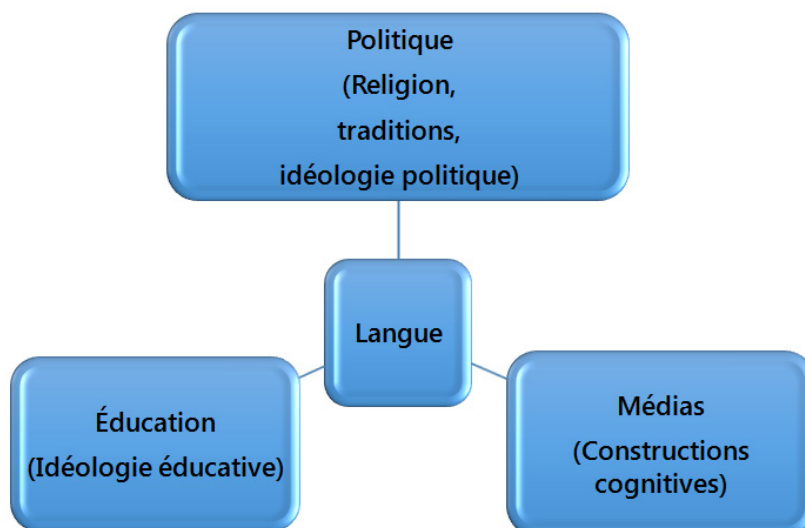 Politique
(Religion,
traditions,
idéologie politique)
Langue
Éducation
(Idéologie éducative)
Médias
(Constructions
cognitives)